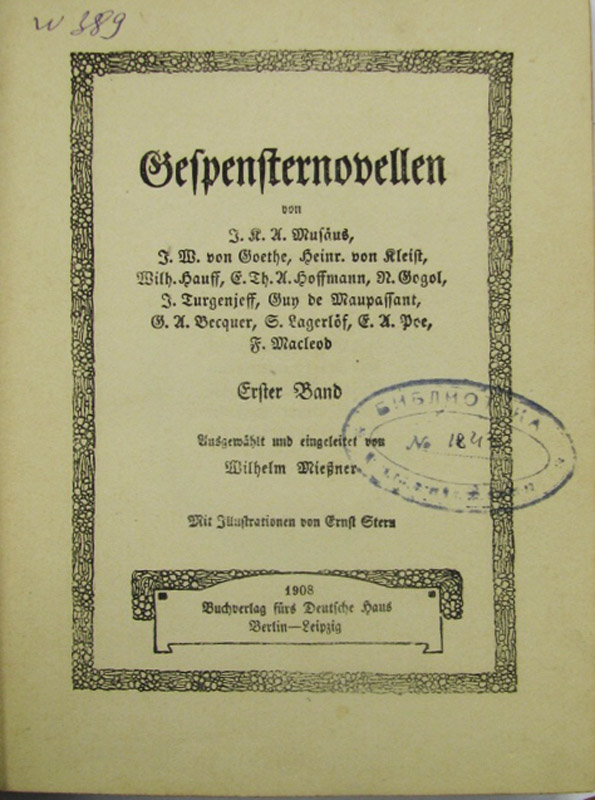 w 389
Gespensternovellen
von
J. K. A. Musäus,
J. W. von Goethe, Heinr. von Kleist,
Wilh. Hauff, E. Th. A. Hoffmann, N. Gogol,
J. Turgenjeff, Guy de Maupassant,
G. A. Becquer, S. Lagerlöf, E. A. Poe,
F. Macleod
Erster Band
БИБЛИОТЕКА
№
Ausgewählt und eingeleitet von
Wilhelm Mießner
Mit Illustrationen von Ernst Stern
1908
Buchverlag fürs Deutsche Haus
Berlin—Leipzig